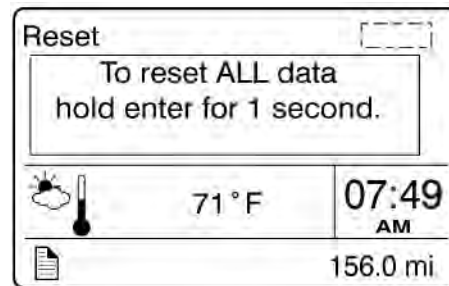 Reset
To reset ALL data
hold enter for 1 second.
71°F
07:49
AM
156.0 mi